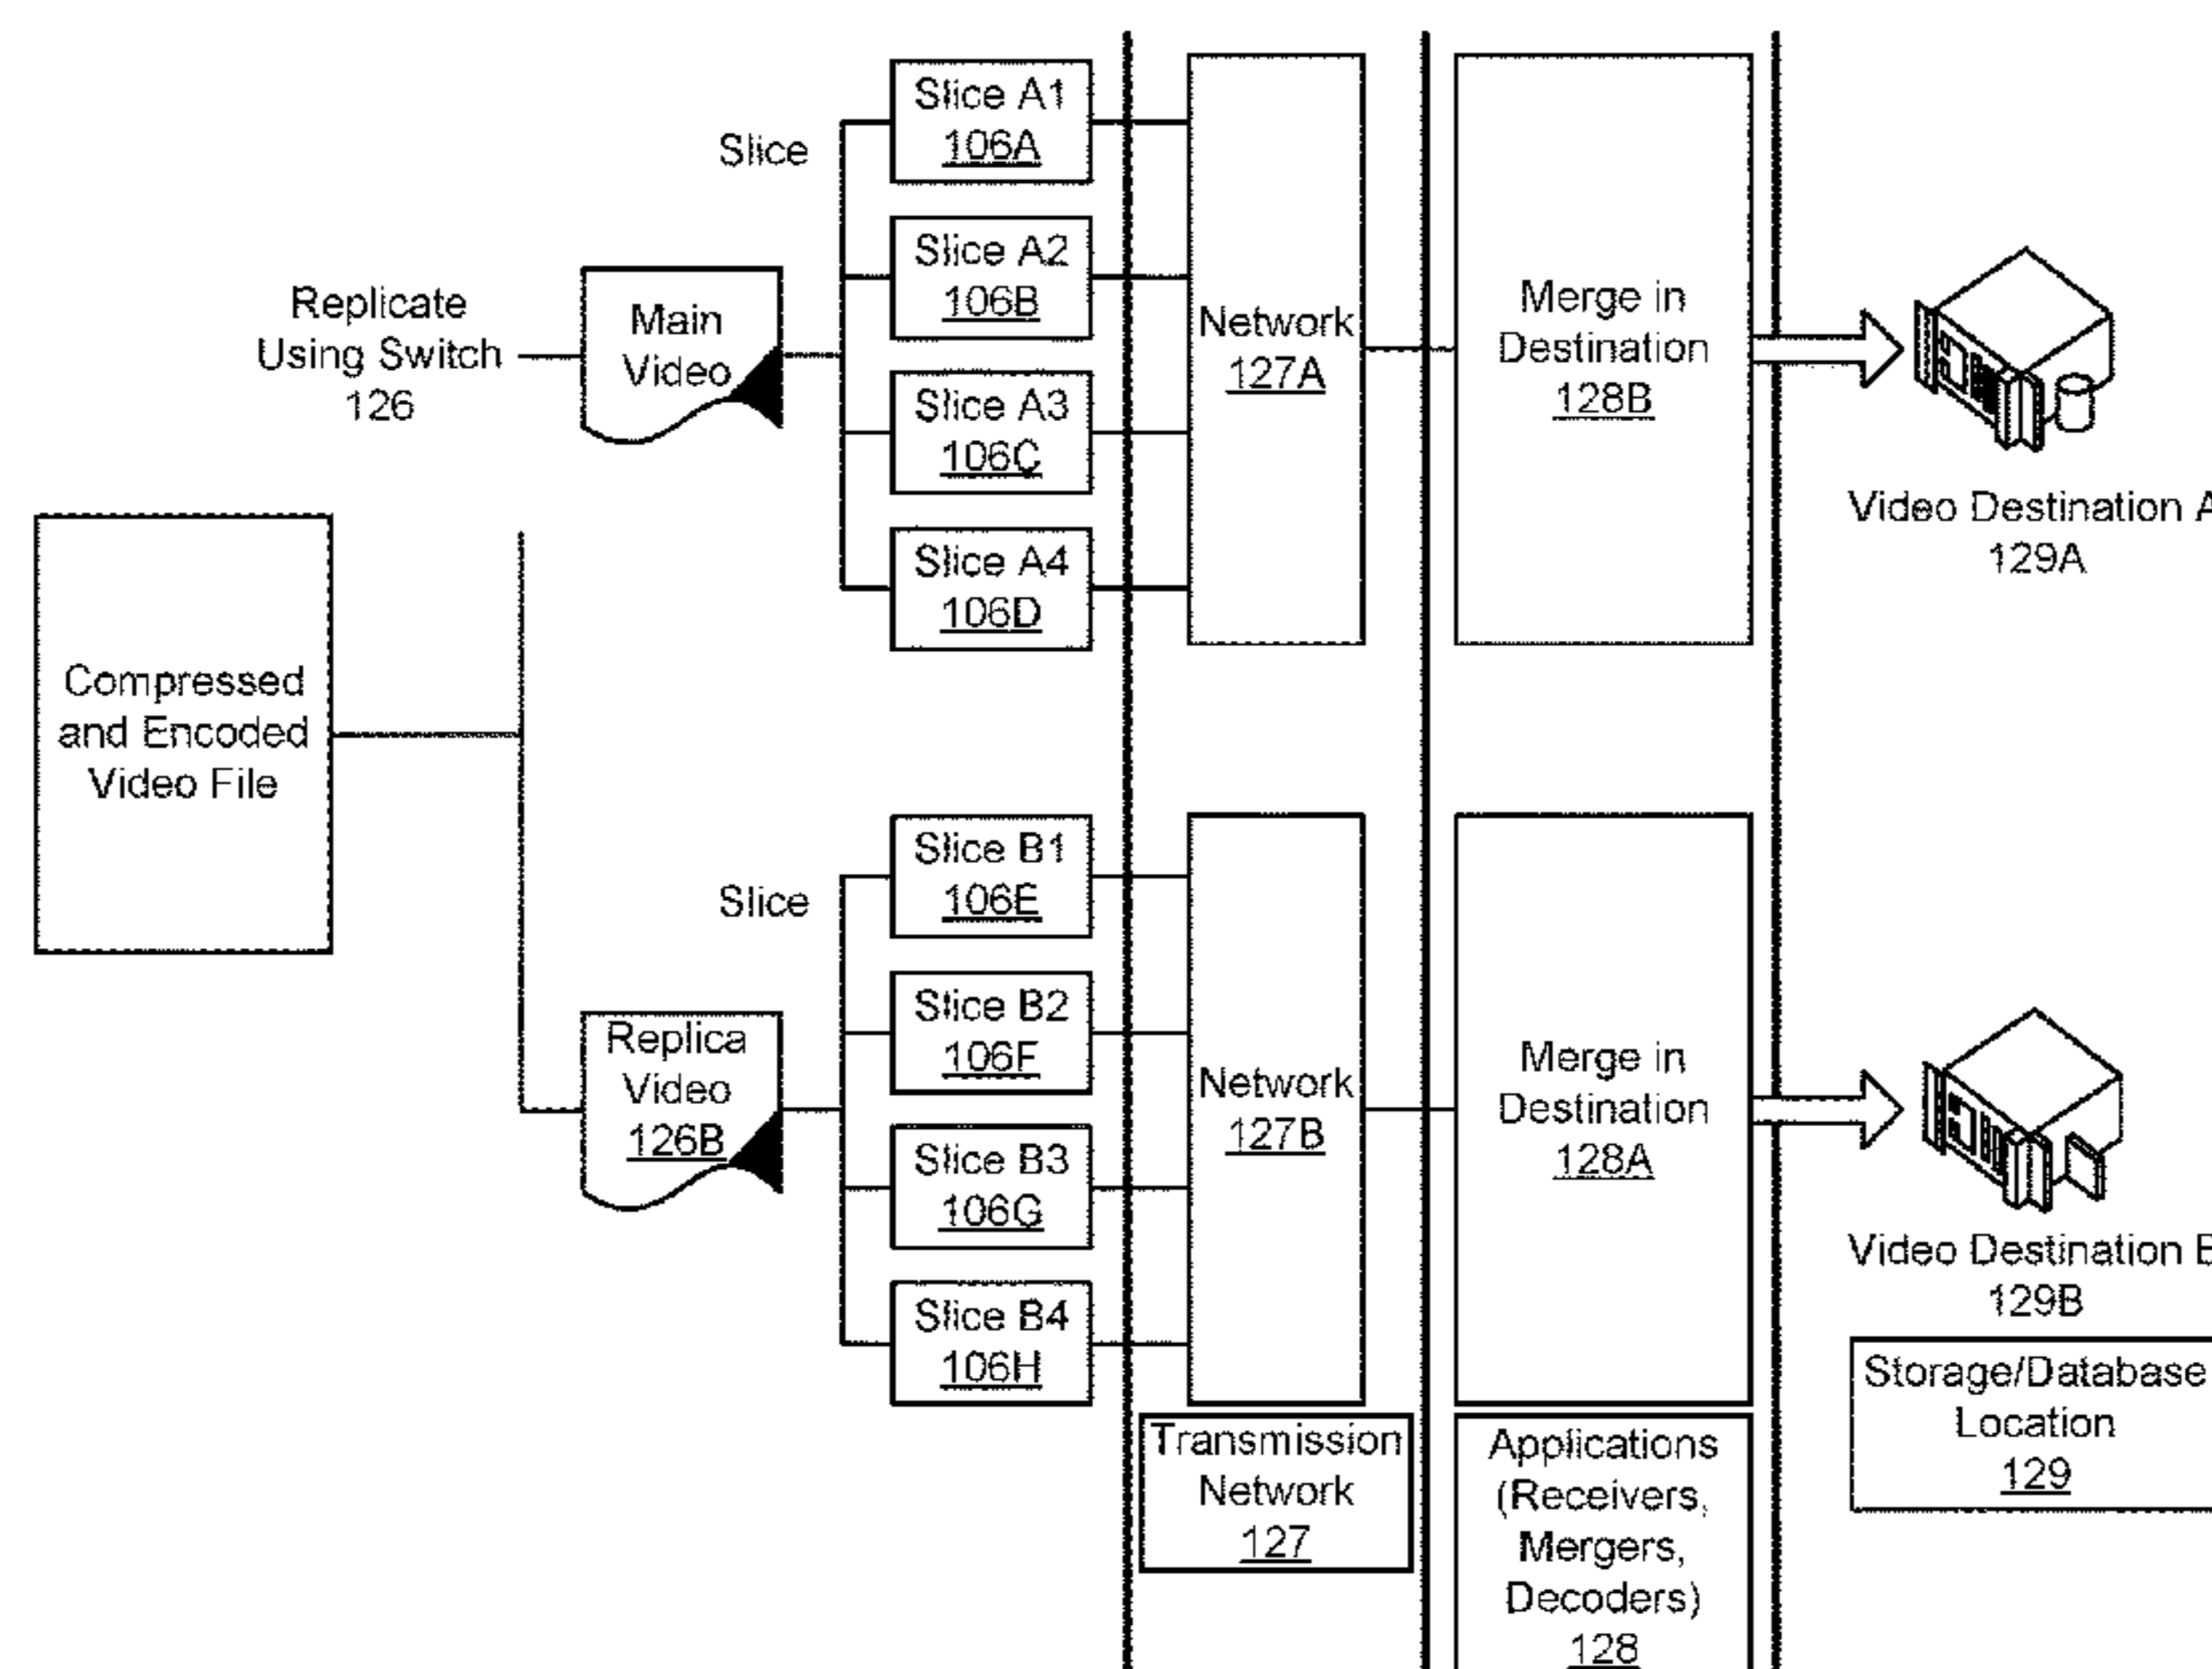 Compressed
and Encoded
Video File
Replicate
Using Switch
126
Main
Video
Slice
Slice A1
106A
Slice A2
106B
Slice A3
106C
Slice A4
106D
Network
127A
Merge in
Destination
128B
Video Destination A
129A
Replica
Video
126B
Slice
Slice B1
106E
Slice B2
106F
Slice B3
106G
Slice B4
106H
Network
127B
Merge in
Destination
128A
Video Destination B
129B
Transmission
Network
127
Applications
(Receivers,
Mergers,
Decoders)
128
Storage/Database
Location
129